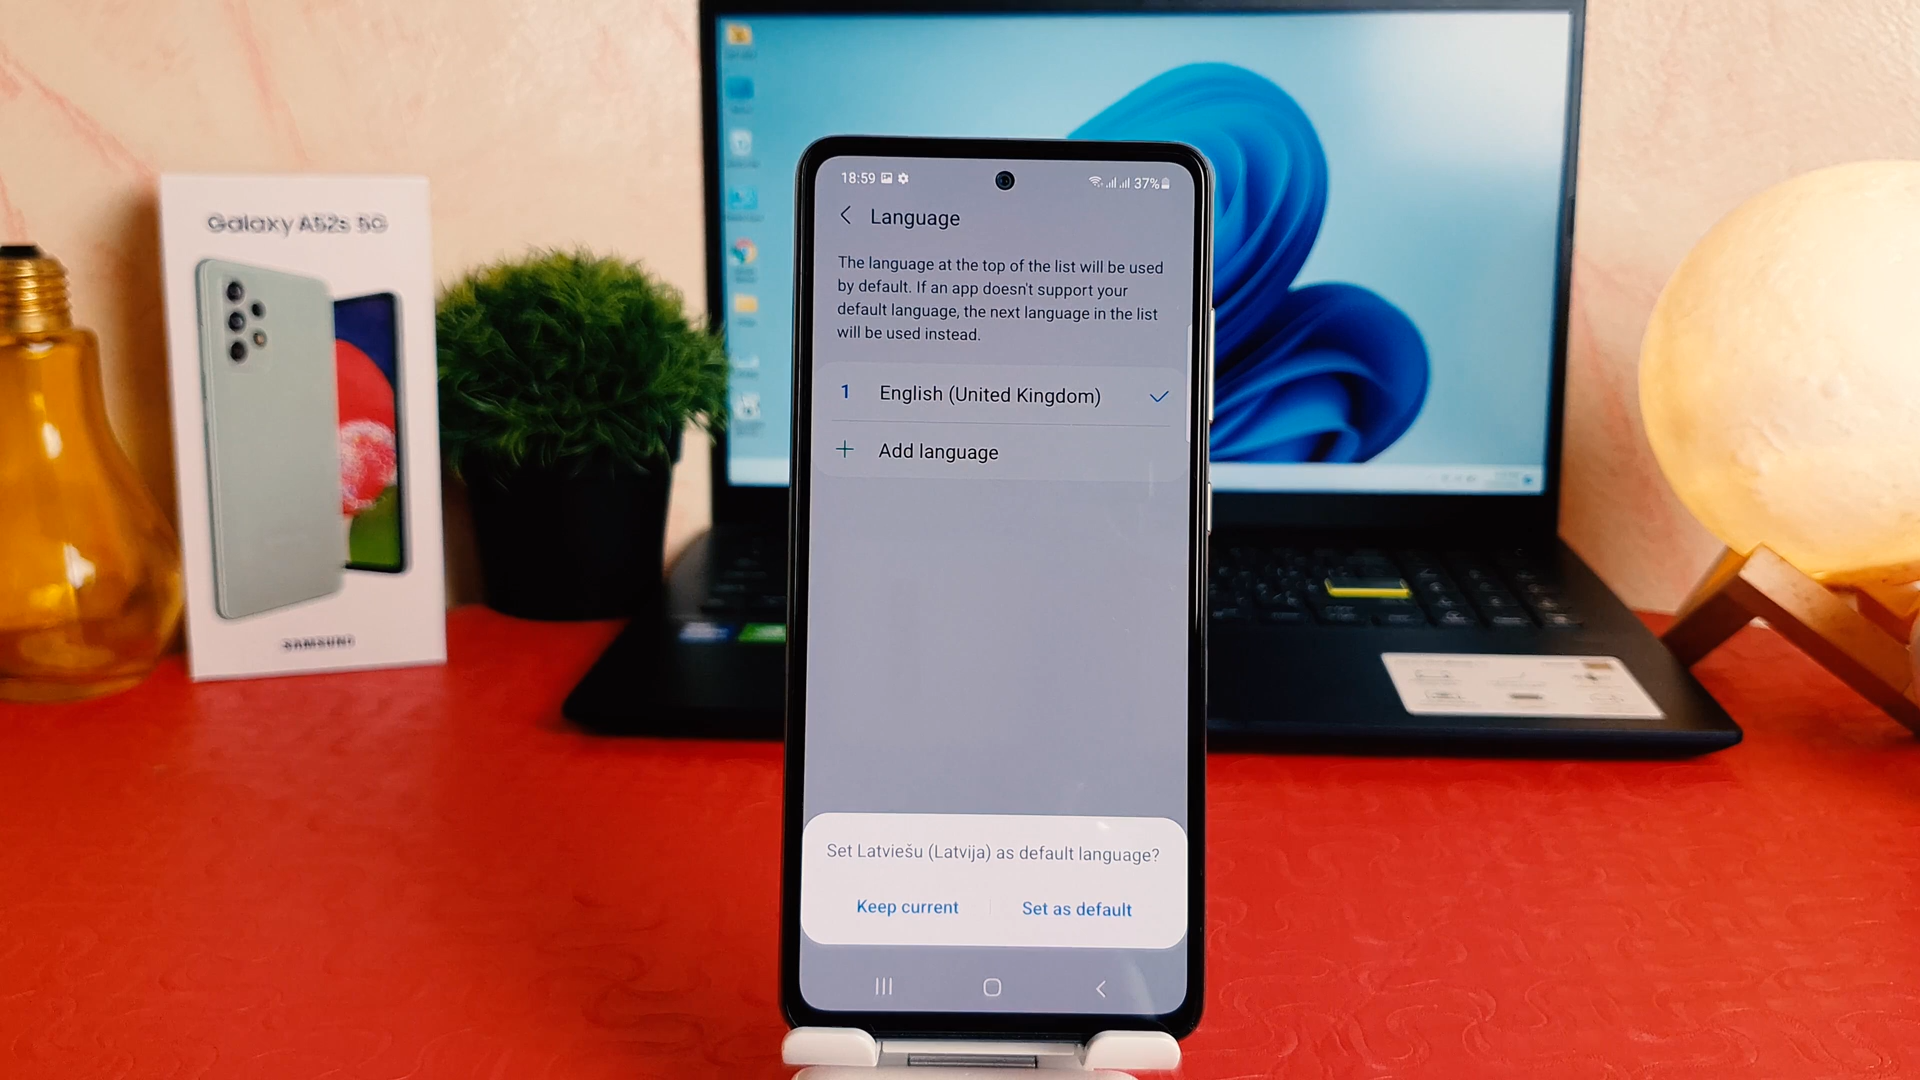 Galaxy A52s 5G
SAMSUNG
18:59
37%
Language
The language at the top of the list will be used
by default. If an app doesn't support your
default language, the next language in the list
will be used instead.
1 English (United Kingdom)
Add language
Set Latviešu (Latvija) as default language?
Keep current Set as default